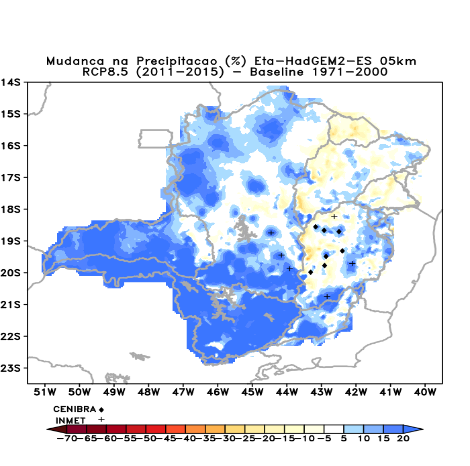 Mudanca na Precipitacao (%) Eta-HadGEM2-ES 05km
RCP8.5 (2011-2015) - Baseline 1971-2000
14S
15S
16S
17S
18S
19S
20S
21S
22S
23S
51W 50W 49W 48W 47W 46W 45W 44W 43W 42W 41W 40W
CENIBRA
INMET
-70 -65 -60 -55 -50 -45 -40 -35 -30 -25 -20 -15 -10 -5 5 10 15 20